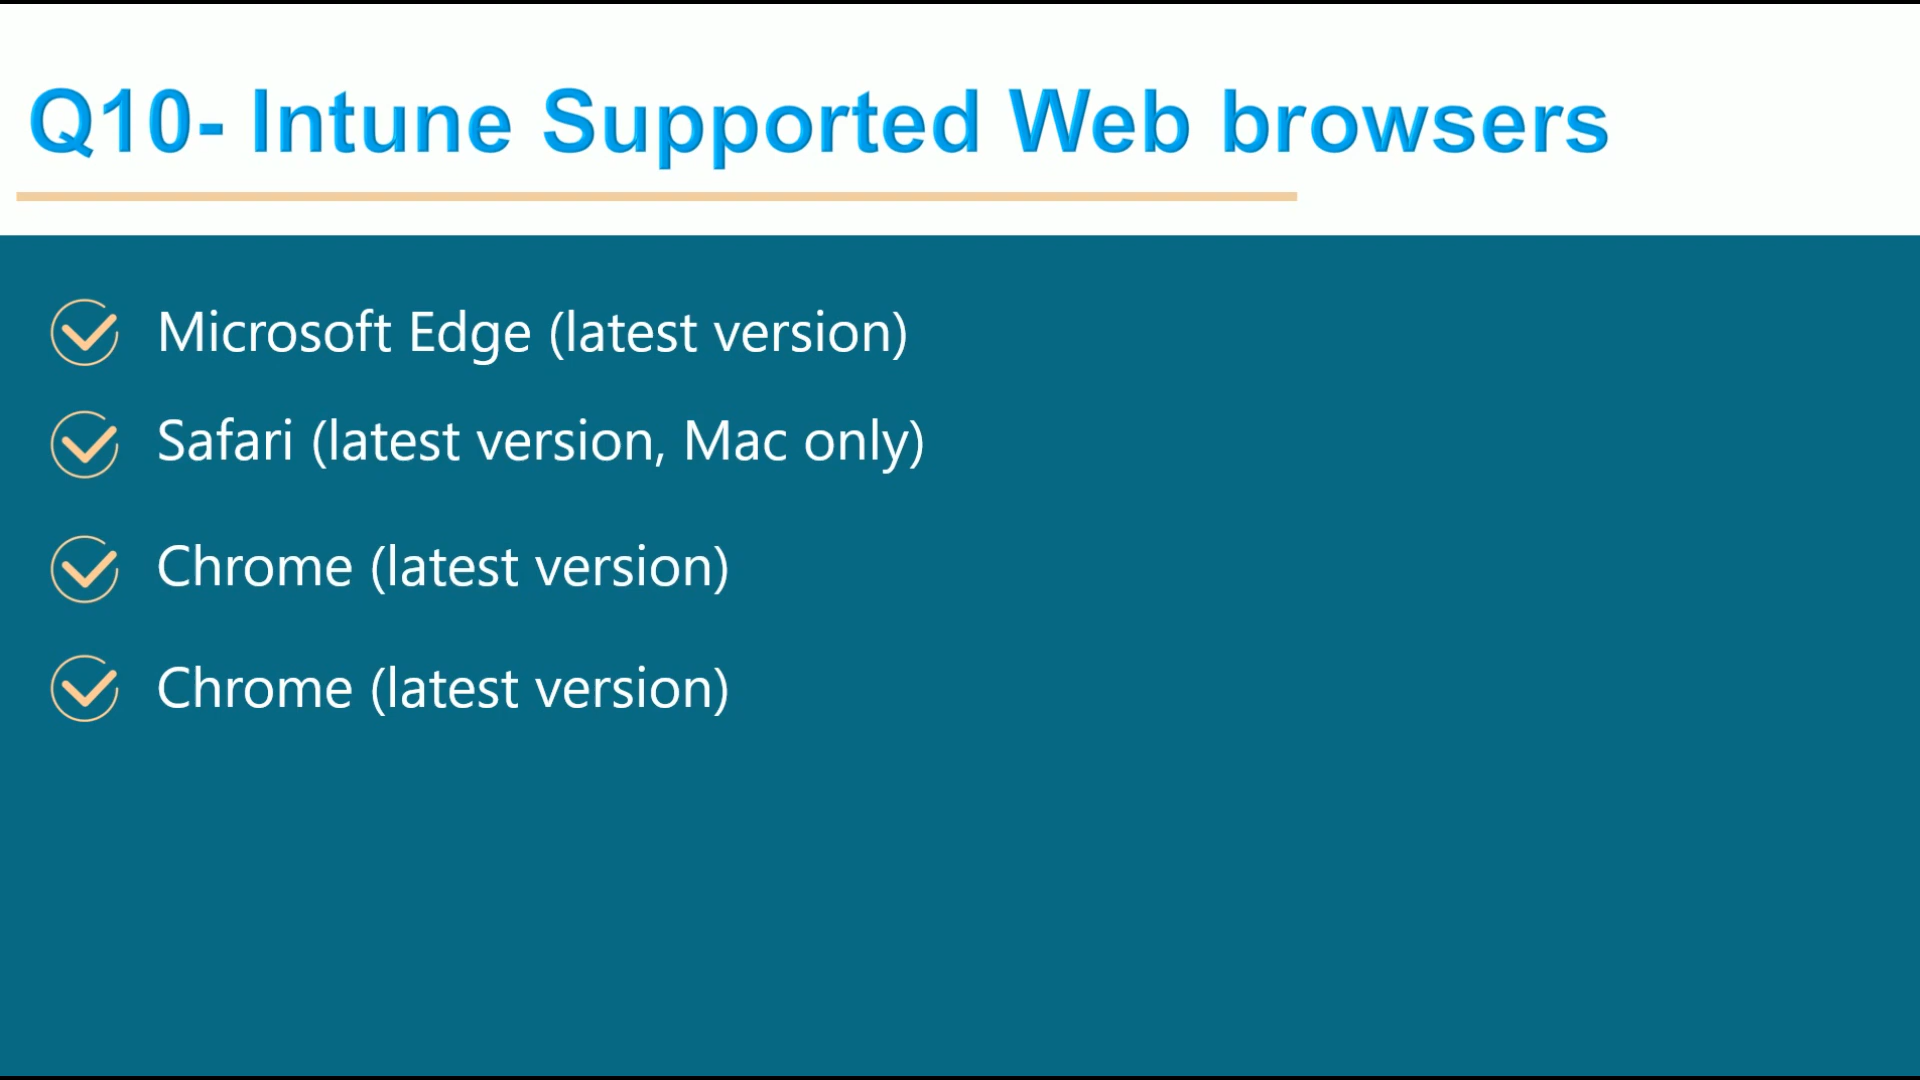 Q10- Intune Supported Web browsers
Microsoft Edge (latest version)
Safari (latest version, Mac only)
Chrome (latest version)
Chrome (latest version)